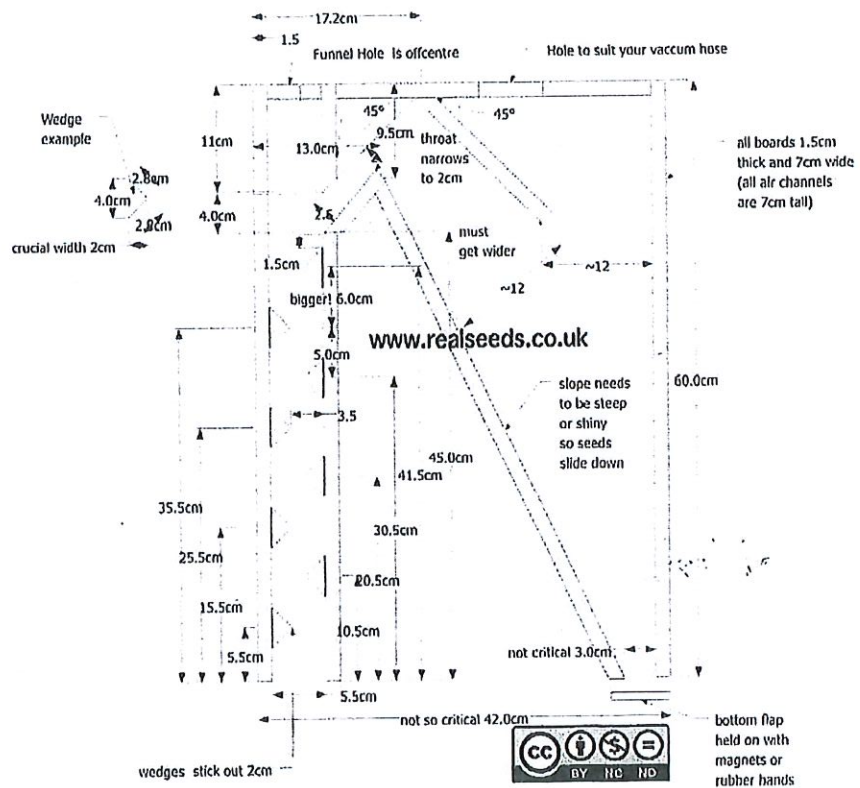 17.2cm
1.5
Funnel Hole is offcentre
Hole to suit your vaccum hose
45°
45°
Wedge
example
11cm
13.0cm
9.5cm
throat
narrows
to 2cm
all boards 1.5cm
thick and 7cm wide
(all air channels
are 7cm tall)
2.8cm
4.0cm
4.0cm
2.8cm
2.6
crucial width 2cm
must
get wider
1.5cm
~12
~12
bigger! 6.0cm
www.realseeds.co.uk
5.0cm
60.0cm
slope needs
to be steep
or shiny
so seeds
slide down
3.5
45.0cm
41.5cm
35.5cm
30.5cm
25.5cm
20.5cm
15.5cm
10.5cm
5.5cm
not critical 3.0cm
5.5cm
not so critical 42.0cm
bottom flap
held on with
magnets or
rubber bands
wedges stick out 2cm
cc
BY NC ND